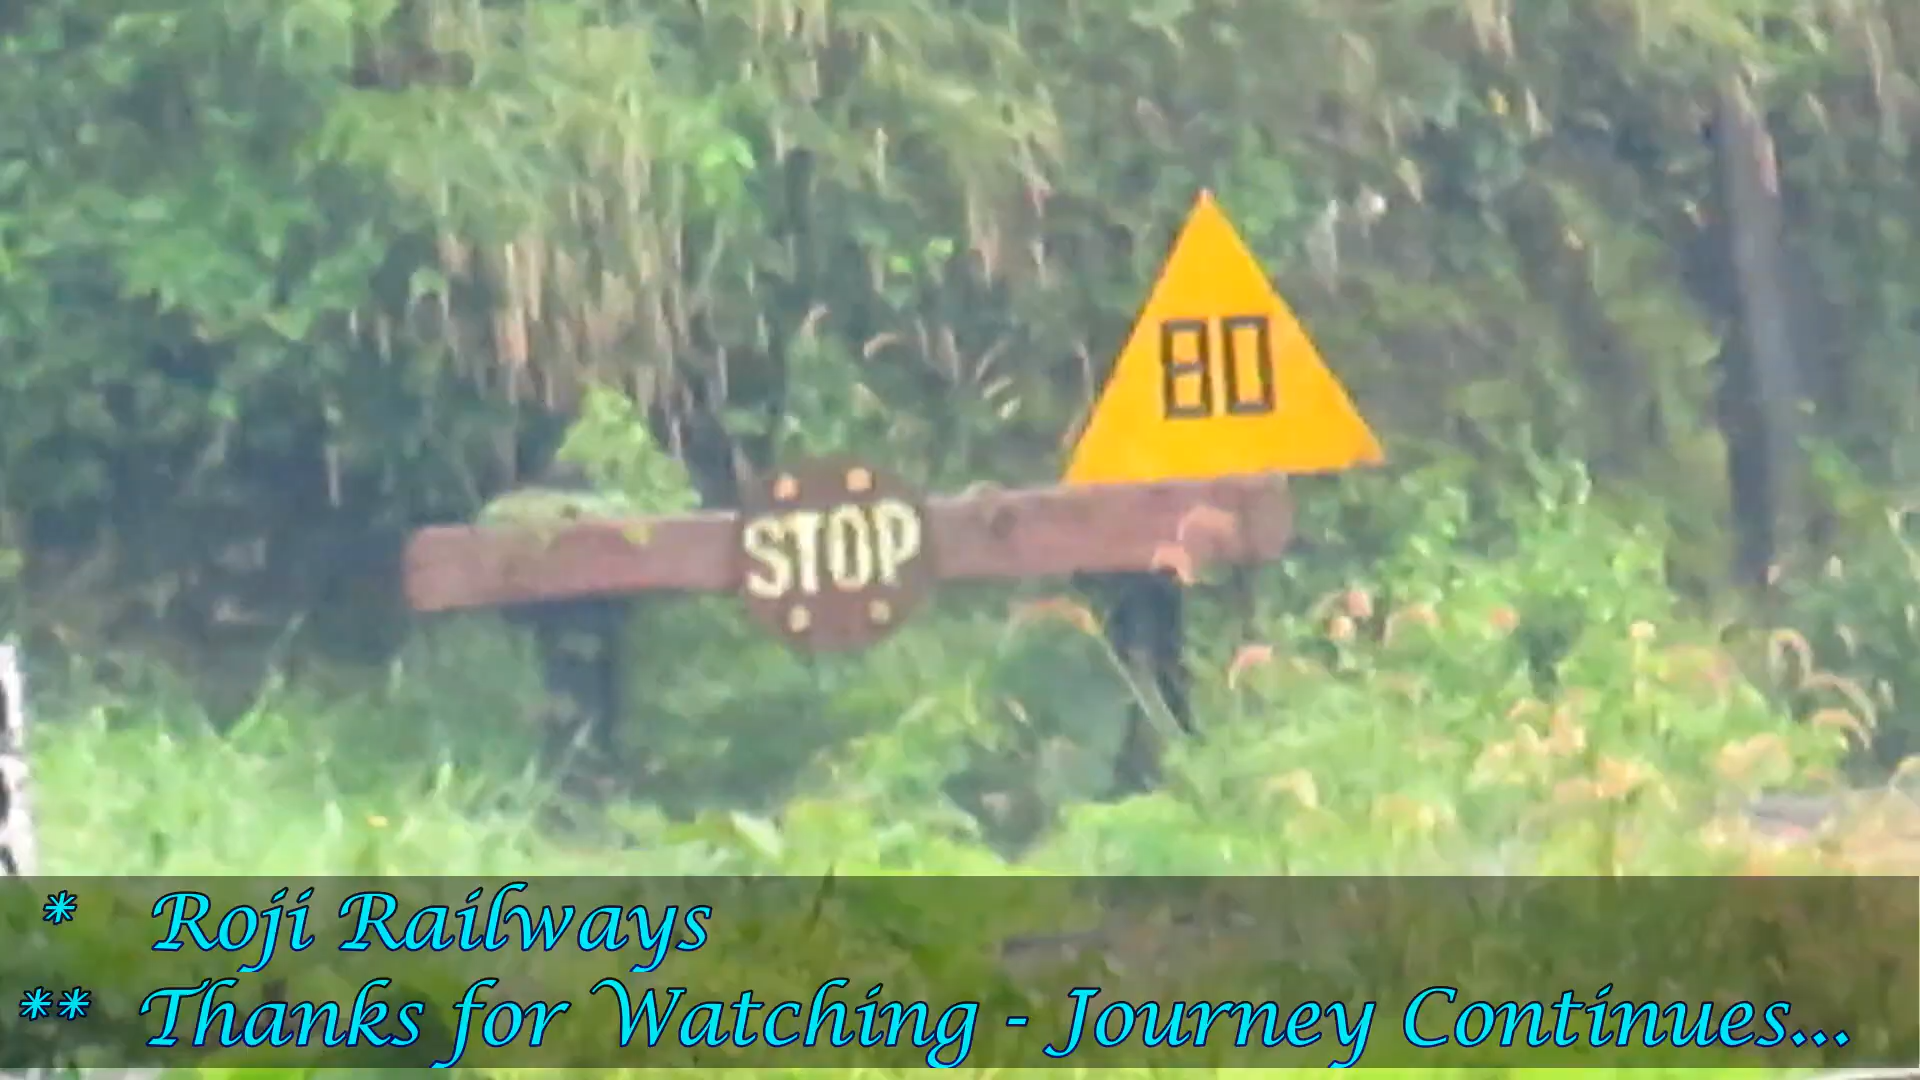 80
STOP
* Roji Railways
** Thanks for Watching - Journey Continues...